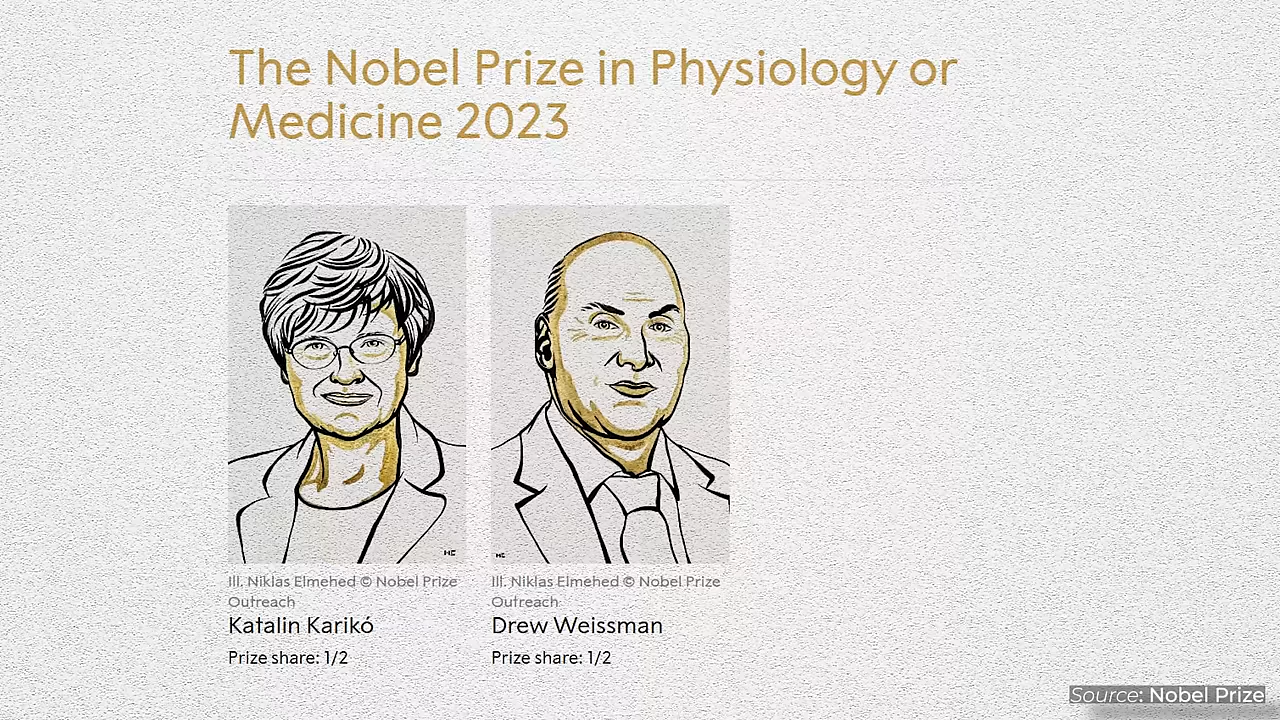 The Nobel Prize in Physiology or
Medicine 2023
Ill. Niklas Elmehed © Nobel Prize
Outreach
Katalin Karikó
Prize share: 1/2
Ill. Niklas Elmehed © Nobel Prize
Outreach
Drew Weissman
Prize share: 1/2
Source: Nobel Prize